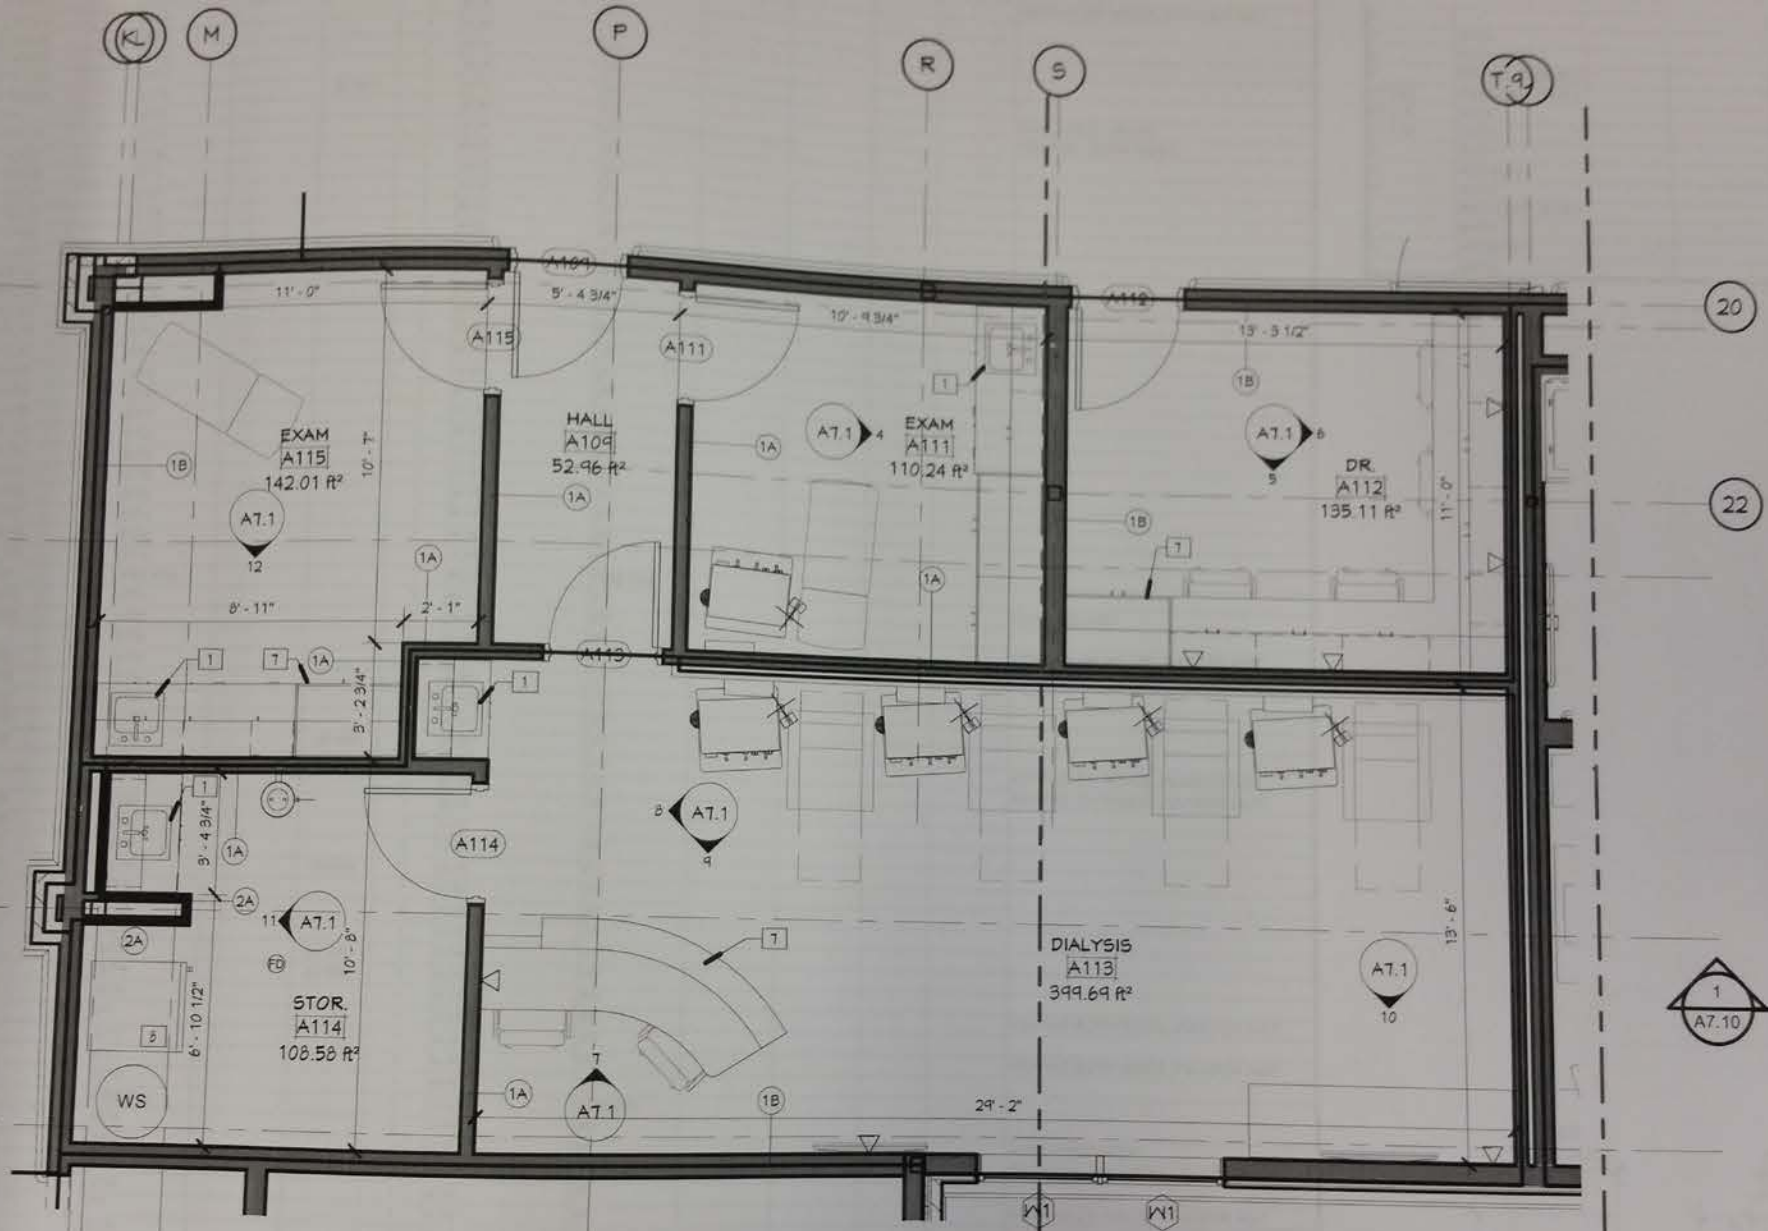 KL
M
P
R
S
T.9
20
22
A109
A112
11' - 0"
5' - 4 3/4"
10' - 9 3/4"
13' - 3 1/2"
A115
A111
1
1B
HALL
A109
52.96 ft²
EXAM
A115
142.01 ft²
10' - 7"
1B
1A
1A
A7.1
4
EXAM
A111
110.24 ft²
A7.1
6
5
DR.
A112
135.11 ft²
11' - 0"
1B
7
A7.1
12
1A
1A
8' - 11"
2' - 1"
A113
1
7
1A
1
3' - 2 3/4"
1
3' - 4 3/4"
1A
A114
8
A7.1
9
2A
2A
11
A7.1
FD
10' - 8"
6' - 10 1/2"
STOR.
A114
108.58 ft²
WS
7
DIALYSIS
A113
399.69 ft²
13' - 6"
A7.1
10
1
A7.10
7
A7.1
1A
1B
29' - 2"
W1
W1